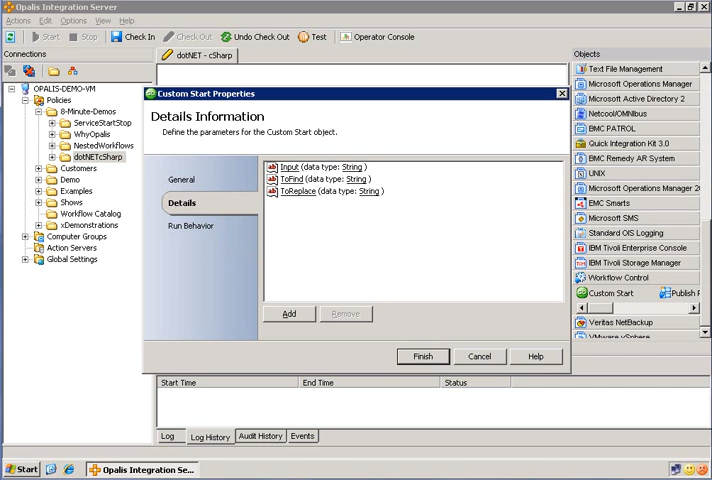 Opalis Integration Server
Actions Edit Options View Help
Start Stop Check In Check Out Undo Check Out Test Operator Console
Connections
OPALIS-DEMO-VM
Policies
8-Minute-Demos
ServiceStartStop
WhyOpalis
NestedWorkflows
dotNETcSharp
Customers
Demo
Examples
Shows
Workflow Catalog
xDemonstrations
Computer Groups
Action Servers
Global Settings
dotNET - cSharp
Custom Start Properties
Details Information
Define the parameters for the Custom Start object.
General
Details
Run Behavior
Input (data type: String )
ToFind (data type: String )
ToReplace (data type: String )
Add Remove
Finish Cancel Help
Objects
Text File Management
Microsoft Operations Manager
Microsoft Active Directory 2
Netcool/OMNIbus
BMC PATROL
Quick Integration Kit 3.0
BMC Remedy AR System
UNIX
Microsoft Operations Manager 20
EMC Smarts
Microsoft SMS
Standard OIS Logging
IBM Tivoli Enterprise Console
IBM Tivoli Storage Manager
Workflow Control
Custom Start Publish P
Veritas NetBackup
VMware vSphere
Start Time End Time Status
Log Log History Audit History Events
Start Opalis Integration Se...